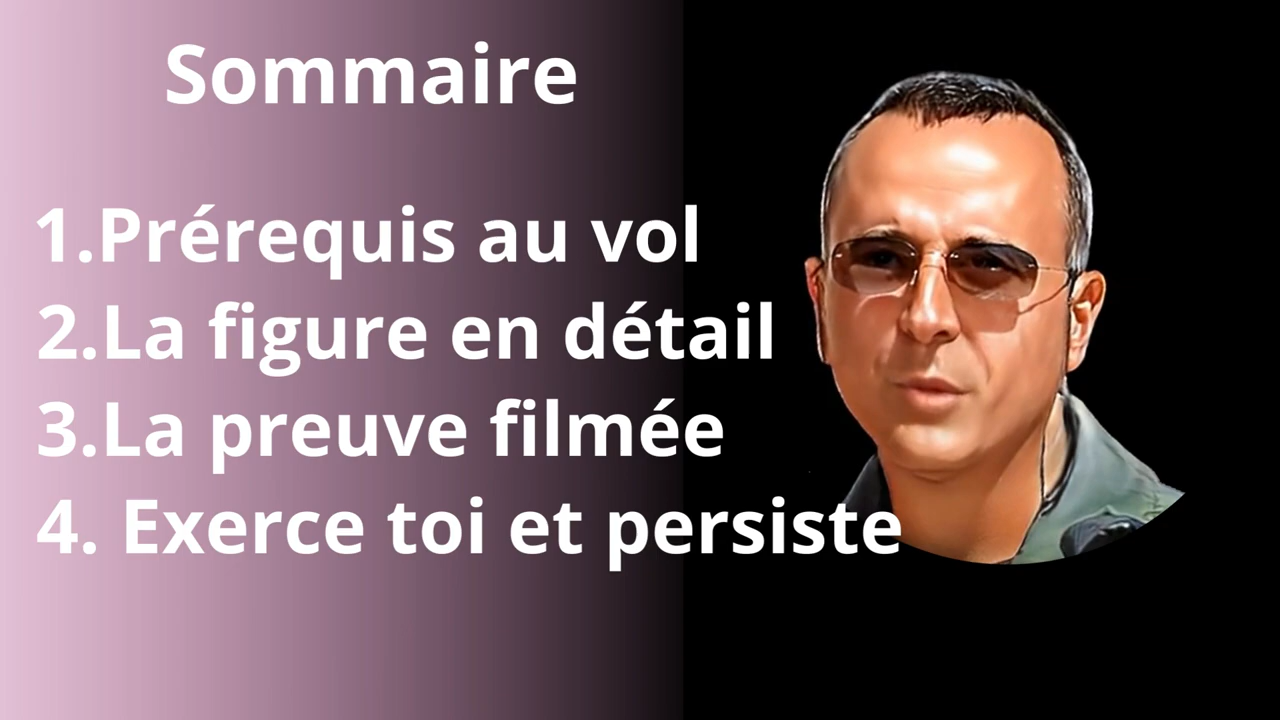 Sommaire
1.Prérequis au vol
2.La figure en détail
3.La preuve filmée
4. Exerce toi et persiste